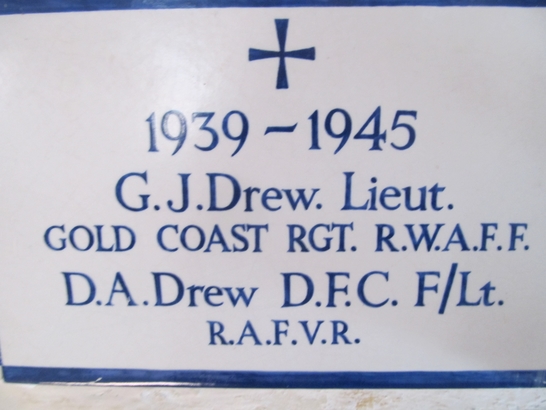 1939 - 1945
G.J.Drew. Lieut.
GOLD COAST RGT. R.W.A.F.F.
D.A.Drew D.F.C. F/Lt.
R.A.F.V.R.